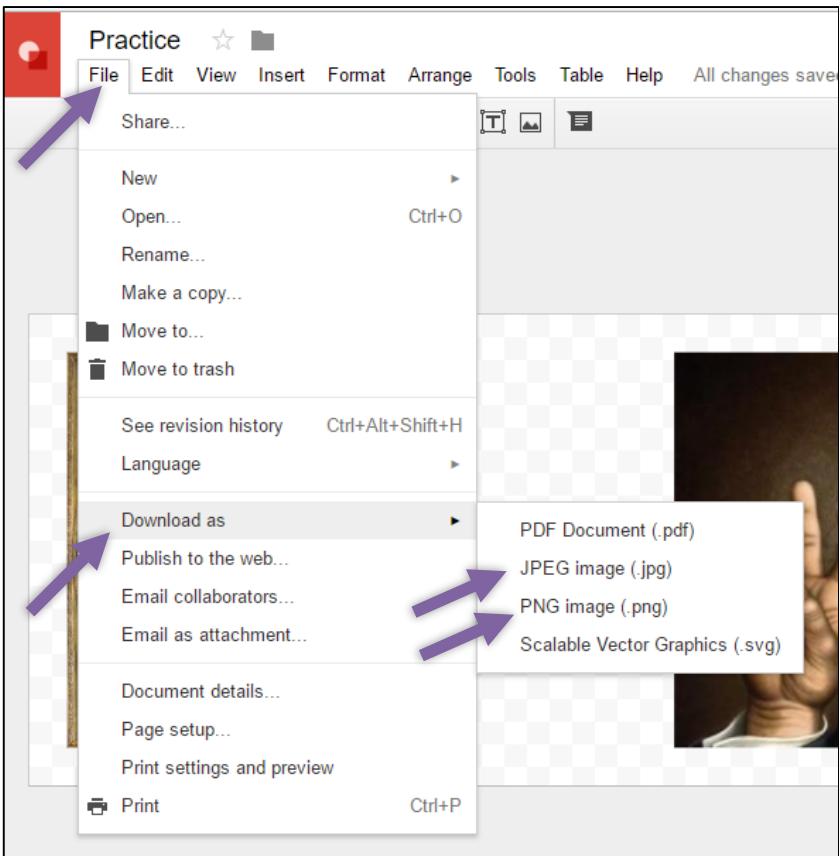 Practice
File Edit View Insert Format Arrange Tools Table Help All changes save
T
Share...
New
Open... Ctrl+O
Rename...
Make a copy...
Move to...
Move to trash
See revision history Ctrl+Alt+Shift+H
Language
Download as
PDF Document (.pdf)
Publish to the web...
JPEG image (.jpg)
Email collaborators...
PNG image (.png)
Email as attachment...
Scalable Vector Graphics (.svg)
Document details...
Page setup...
Print settings and preview
Print Ctrl+P